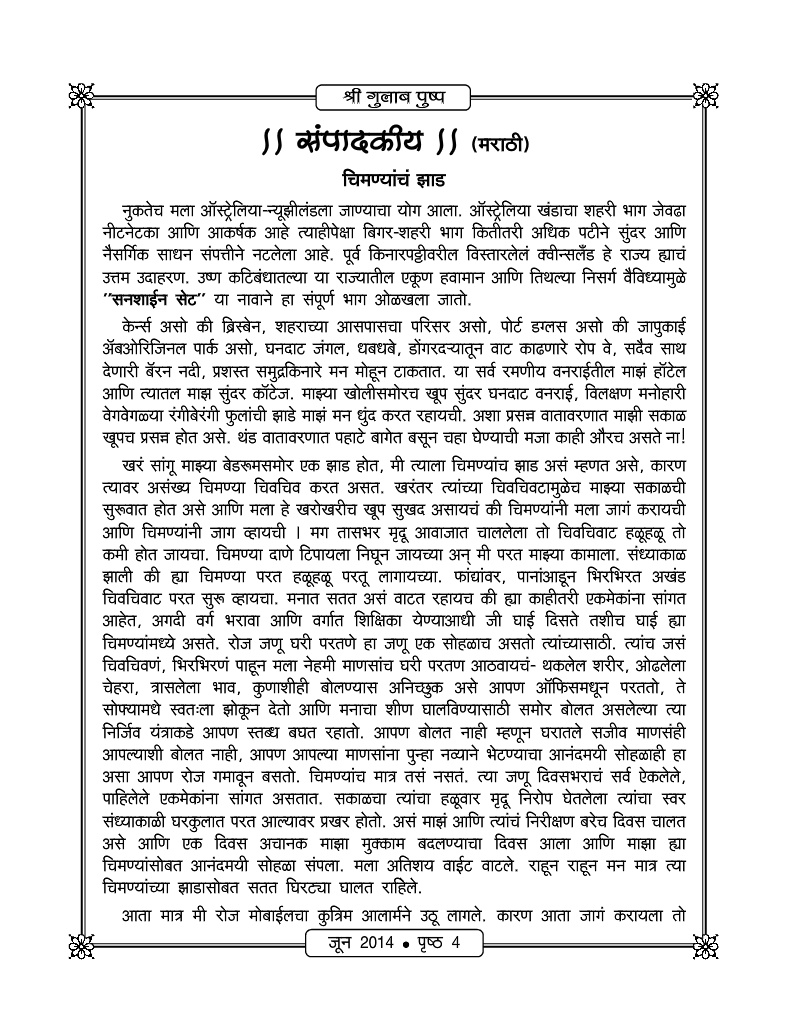 श्री गुलाब पुष्प
।। संपादकीय ।। (मराठी)
चिमण्यांचं झाड
नुकतेच मला ऑस्ट्रेलिया-न्यूझीलंडला जाण्याचा योग आला. ऑस्ट्रेलिया खंडाचा शहरी भाग जेवढा
नीटनेटका आणि आकर्षक आहे त्याहीपेक्षा बिगर-शहरी भाग कितीतरी अधिक पटीने सुंदर आणि
नैसर्गिक साधन संपत्तीने नटलेला आहे. पूर्व किनारपट्टीवरील विस्तारलेलं क्वीन्सलँड हे राज्य ह्याचं
उत्तम उदाहरण. उष्ण कटिबंधातल्या या राज्यातील एकूण हवामान आणि तिथल्या निसर्ग वैविध्यामुळे
''सनशाईन सेट'' या नावाने हा संपूर्ण भाग ओळखला जातो.
केर्न्स असो की ब्रिस्बेन, शहराच्या आसपासचा परिसर असो, पोर्ट डग्लस असो की जापुकाई
ॲबओरिजिनल पार्क असो, घनदाट जंगल, धबधबे, डोंगरदऱ्यातून वाट काढणारे रोप वे, सदैव साथ
देणारी बॅरन नदी, प्रशस्त समुद्रकिनारे मन मोहून टाकतात. या सर्व रमणीय वनराईतील माझं हॉटेल
आणि त्यातल माझ सुंदर कॉटेज. माझ्या खोलीसमोरच खूप सुंदर घनदाट वनराई, विलक्षण मनोहारी
वेगवेगळ्या रंगीबेरंगी फुलांची झाडे माझं मन धुंद करत रहायची. अशा प्रसन्न वातावरणात माझी सकाळ
खूपच प्रसन्न होत असे. थंड वातावरणात पहाटे बागेत बसून चहा घेण्याची मजा काही औरच असते ना!
खरं सांगू माझ्या बेडरूमसमोर एक झाड होत, मी त्याला चिमण्यांच झाड असं म्हणत असे, कारण
त्यावर असंख्य चिमण्या चिवचिव करत असत. खरंतर त्यांच्या चिवचिवटामुळेच माझ्या सकाळची
सुरूवात होत असे आणि मला हे खरोखरीच खूप सुखद असायचं की चिमण्यांनी मला जागं करायची
आणि चिमण्यांनी जाग व्हायची । मग तासभर मृदू आवाजात चाललेला तो चिवचिवाट हळूहळू तो
कमी होत जायचा. चिमण्या दाणे टिपायला निघून जायच्या अन् मी परत माझ्या कामाला. संध्याकाळ
झाली की ह्या चिमण्या परत हळूहळू परतू लागायच्या. फांद्यांवर, पानांआडून भिरभिरत अखंड
चिवचिवाट परत सुरू व्हायचा. मनात सतत असं वाटत रहायच की ह्या काहीतरी एकमेकांना सांगत
आहेत, अगदी वर्ग भरावा आणि वर्गात शिक्षिका येण्याआधी जी घाई दिसते तशीच घाई ह्या
चिमण्यांमध्ये असते. रोज जणू घरी परतणे हा जणू एक सोहळाच असतो त्यांच्यासाठी. त्यांच जसं
चिवचिवणं, भिरभिरणं पाहून मला नेहमी माणसांच घरी परतण आठवायचं- थकलेल शरीर, ओढलेला
चेहरा, त्रासलेला भाव, कुणाशीही बोलण्यास अनिच्छुक असे आपण ऑफिसमधून परततो, ते
सोफ्यामधे स्वतःला झोकून देतो आणि मनाचा शीण घालविण्यासाठी समोर बोलत असलेल्या त्या
निर्जिव यंत्राकडे आपण स्तब्ध बघत रहातो. आपण बोलत नाही म्हणून घरातले सजीव माणसंही
आपल्याशी बोलत नाही, आपण आपल्या माणसांना पुन्हा नव्याने भेटण्याचा आनंदमयी सोहळाही हा
असा आपण रोज गमावून बसतो. चिमण्यांच मात्र तसं नसतं. त्या जणू दिवसभराचं सर्व ऐकलेले,
पाहिलेले एकमेकांना सांगत असतात. सकाळचा त्यांचा हळूवार मृदू निरोप घेतलेला त्यांचा स्वर
संध्याकाळी घरकुलात परत आल्यावर प्रखर होतो. असं माझं आणि त्यांचं निरीक्षण बरेच दिवस चालत
असे आणि एक दिवस अचानक माझा मुक्काम बदलण्याचा दिवस आला आणि माझा ह्या
चिमण्यांसोबत आनंदमयी सोहळा संपला. मला अतिशय वाईट वाटले. राहून राहून मन मात्र त्या
चिमण्यांच्या झाडासोबत सतत घिरट्या घालत राहिले.
आता मात्र मी रोज मोबाईलचा कुत्रिम आलार्मने उठू लागले. कारण आता जागं करायला तो
जून 2014 ● पृष्ठ 4